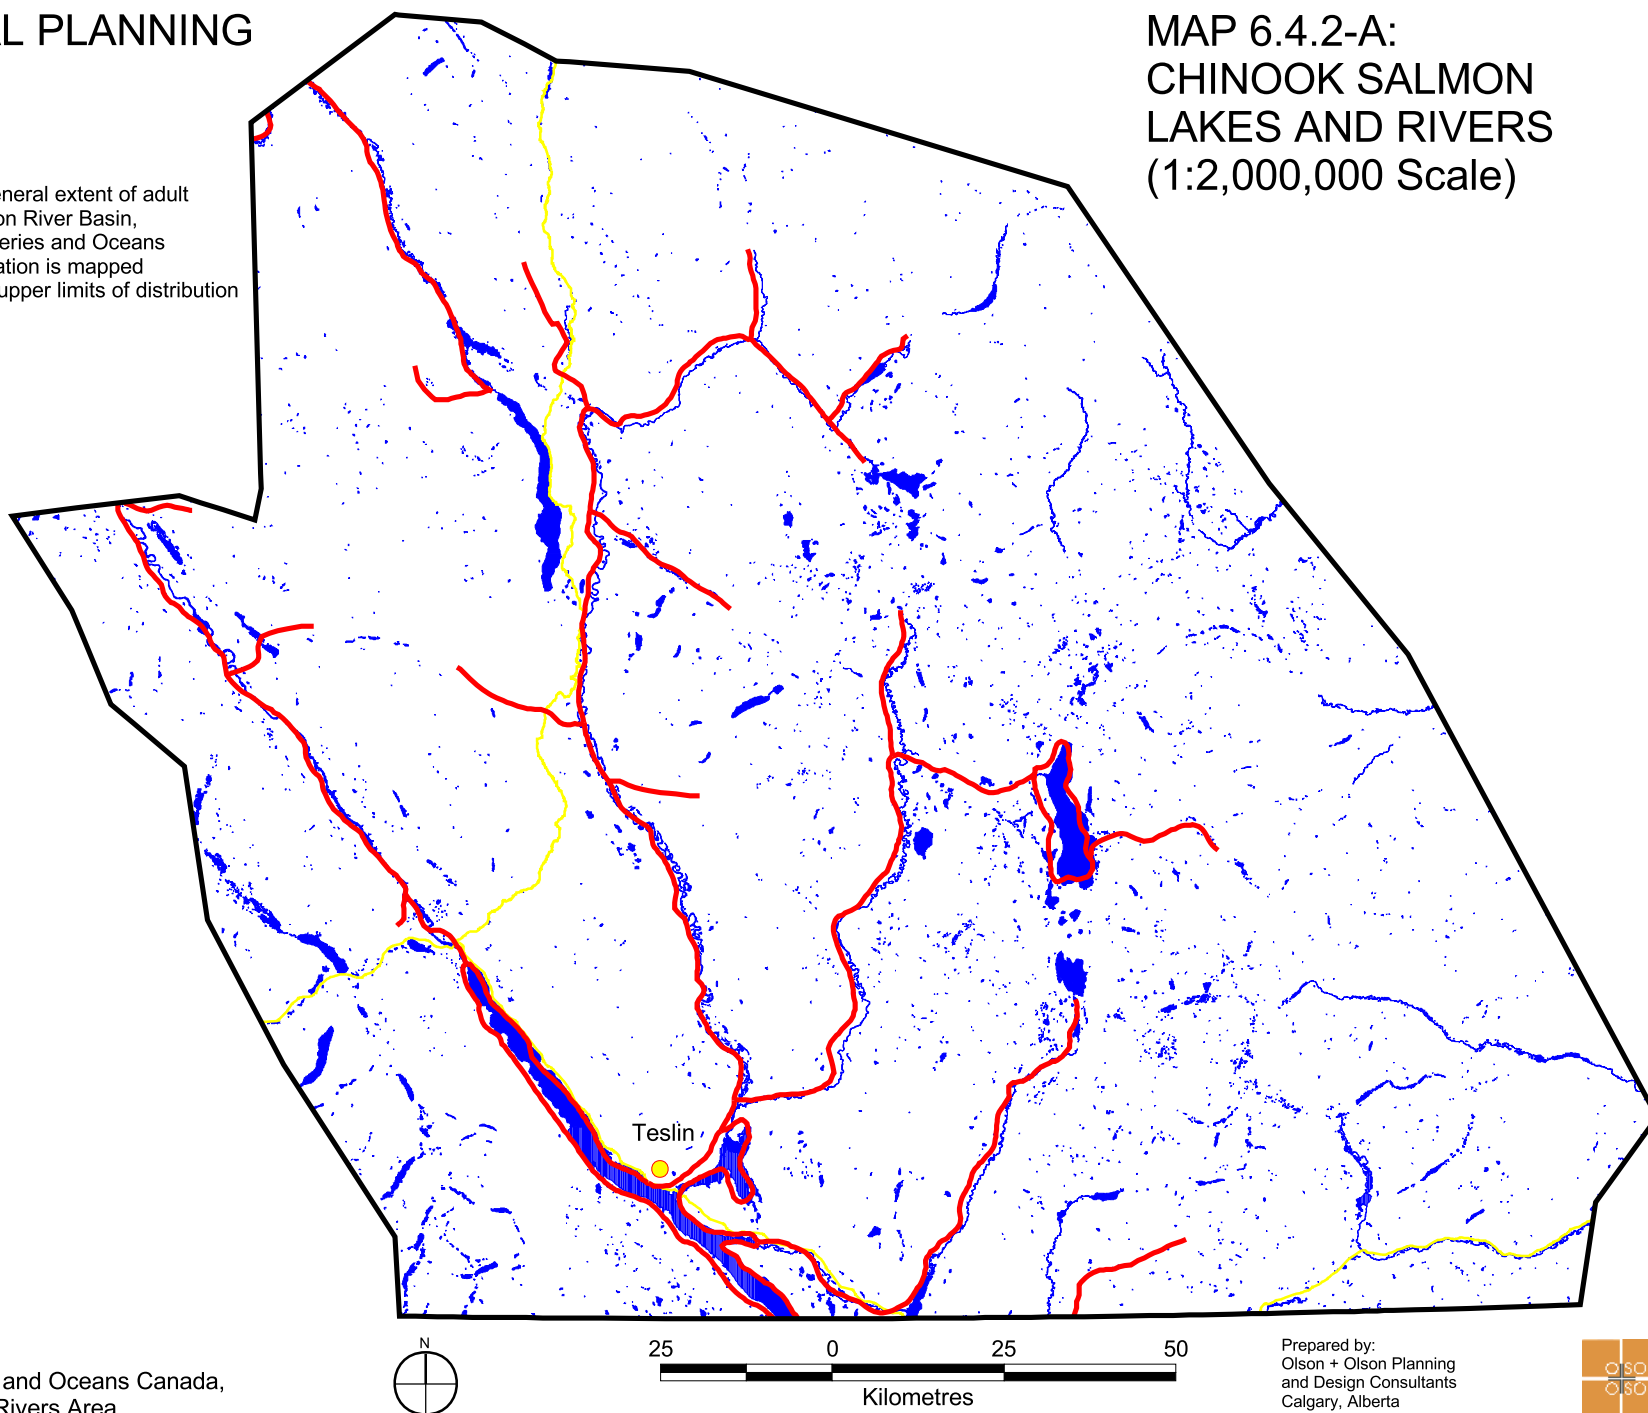 L PLANNING
MAP 6.4.2-A:
CHINOOK SALMON
LAKES AND RIVERS
(1:2,000,000 Scale)
eneral extent of adult
on River Basin,
eries and Oceans
ation is mapped
upper limits of distribution
Teslin
N
25 0 25 50
Kilometres
and Oceans Canada,
Rivers Area
Prepared by:
Olson + Olson Planning
and Design Consultants
Calgary, Alberta